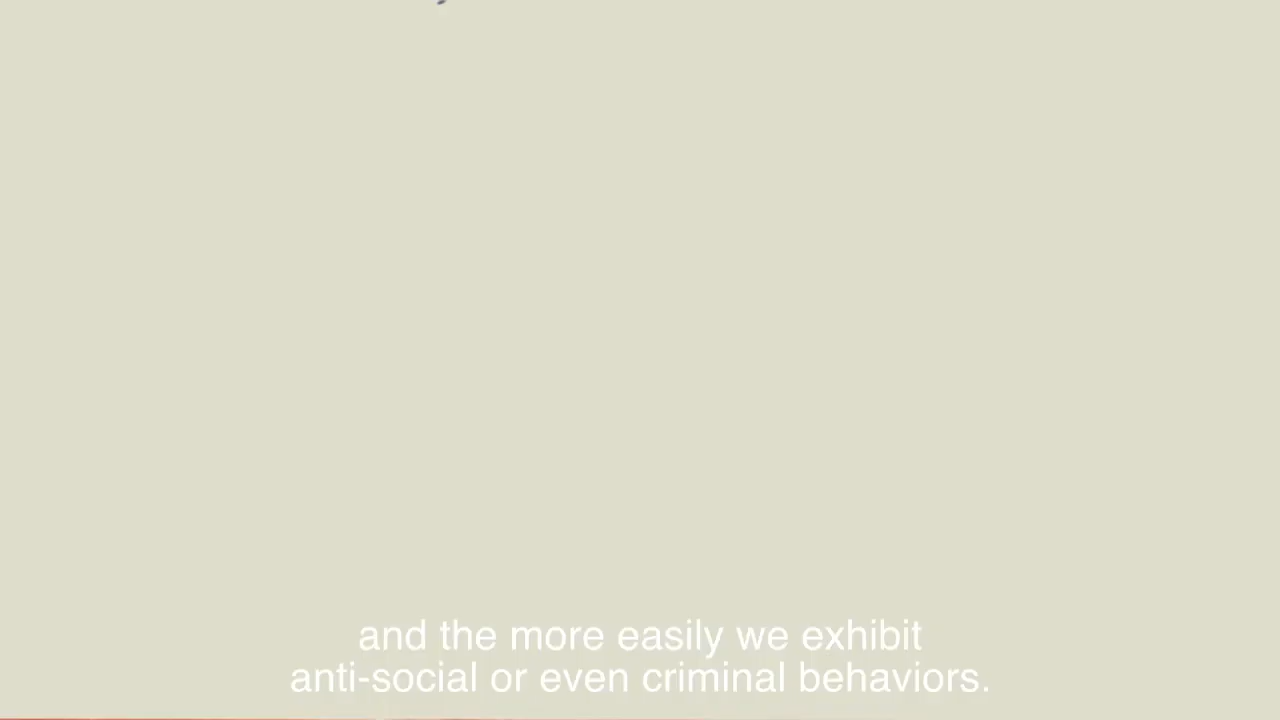 and the more easily we exhibit
anti-social or even criminal behaviors.